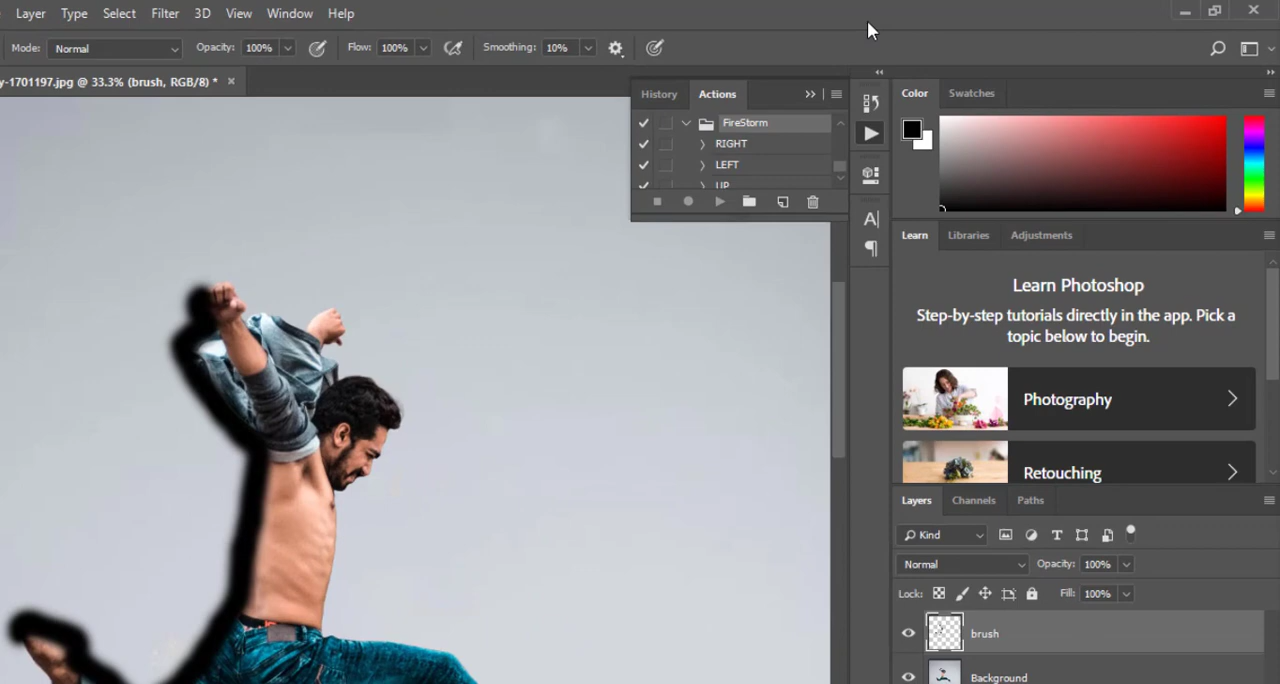 Layer Type Select Filter 3D View Window Help
Mode: Normal Opacity: 100% Flow: 100% Smoothing: 10%
y-1701197.jpg @ 33.3% (brush, RGB/8) * ×
History Actions
FireStorm
RIGHT
LEFT
UP
Color Swatches
Learn Libraries Adjustments
Learn Photoshop
Step-by-step tutorials directly in the app. Pick a
topic below to begin.
Photography
Retouching
Layers Channels Paths
Kind
Normal Opacity: 100%
Lock: Fill: 100%
brush
Background